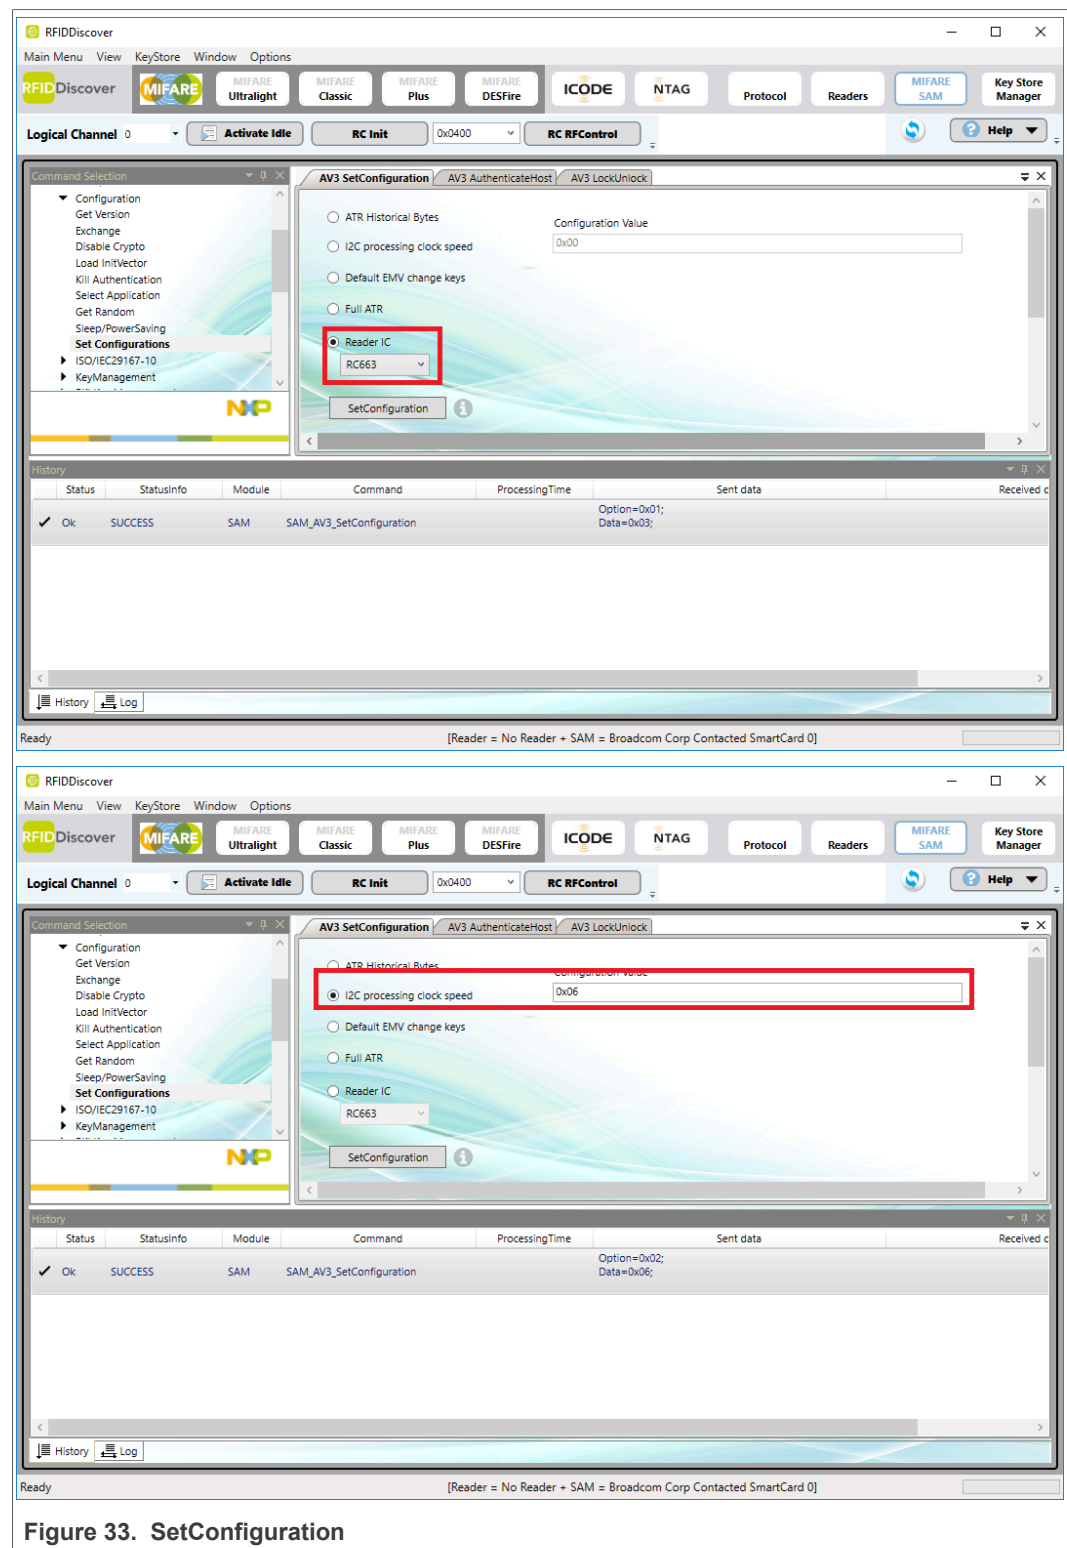 RFIDDiscover
Main Menu View KeyStore Window Options
RFIDDiscover MIFARE MIFARE Ultralight MIFARE Classic MIFARE Plus MIFARE DESFire ICODE NTAG Protocol Readers MIFARE SAM Key Store Manager
Logical Channel 0 Activate Idle RC Init 0x0400 RC RFControl Help
Command Selection
Configuration
Get Version
Exchange
Disable Crypto
Load InitVector
Kill Authentication
Select Application
Get Random
Sleep/PowerSaving
Set Configurations
ISO/IEC29167-10
KeyManagement
NXP
AV3 SetConfiguration AV3 AuthenticateHost AV3 LockUnlock
ATR Historical Bytes
Configuration Value
I2C processing clock speed
0x00
Default EMV change keys
Full ATR
Reader IC
RC663
SetConfiguration
History
Status StatusInfo Module Command ProcessingTime Sent data Received c
Ok SUCCESS SAM SAM_AV3_SetConfiguration Option=0x01;
Data=0x03;
History Log
Ready [Reader = No Reader + SAM = Broadcom Corp Contacted SmartCard 0]
RFIDDiscover
Main Menu View KeyStore Window Options
RFIDDiscover MIFARE MIFARE Ultralight MIFARE Classic MIFARE Plus MIFARE DESFire ICODE NTAG Protocol Readers MIFARE SAM Key Store Manager
Logical Channel 0 Activate Idle RC Init 0x0400 RC RFControl Help
Command Selection
Configuration
Get Version
Exchange
Disable Crypto
Load InitVector
Kill Authentication
Select Application
Get Random
Sleep/PowerSaving
Set Configurations
ISO/IEC29167-10
KeyManagement
NXP
AV3 SetConfiguration AV3 AuthenticateHost AV3 LockUnlock
ATR Historical Bytes
Configuration Value
I2C processing clock speed
0x06
Default EMV change keys
Full ATR
Reader IC
RC663
SetConfiguration
History
Status StatusInfo Module Command ProcessingTime Sent data Received c
Ok SUCCESS SAM SAM_AV3_SetConfiguration Option=0x02;
Data=0x06;
History Log
Ready [Reader = No Reader + SAM = Broadcom Corp Contacted SmartCard 0]
Figure 33. SetConfiguration